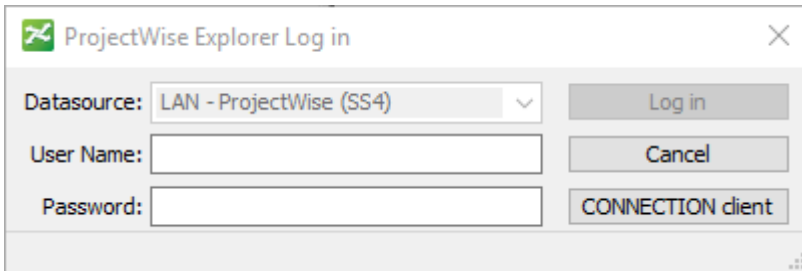 ProjectWise Explorer Log in
Datasource: LAN - ProjectWise (SS4) Log in
User Name: Cancel
Password: CONNECTION client